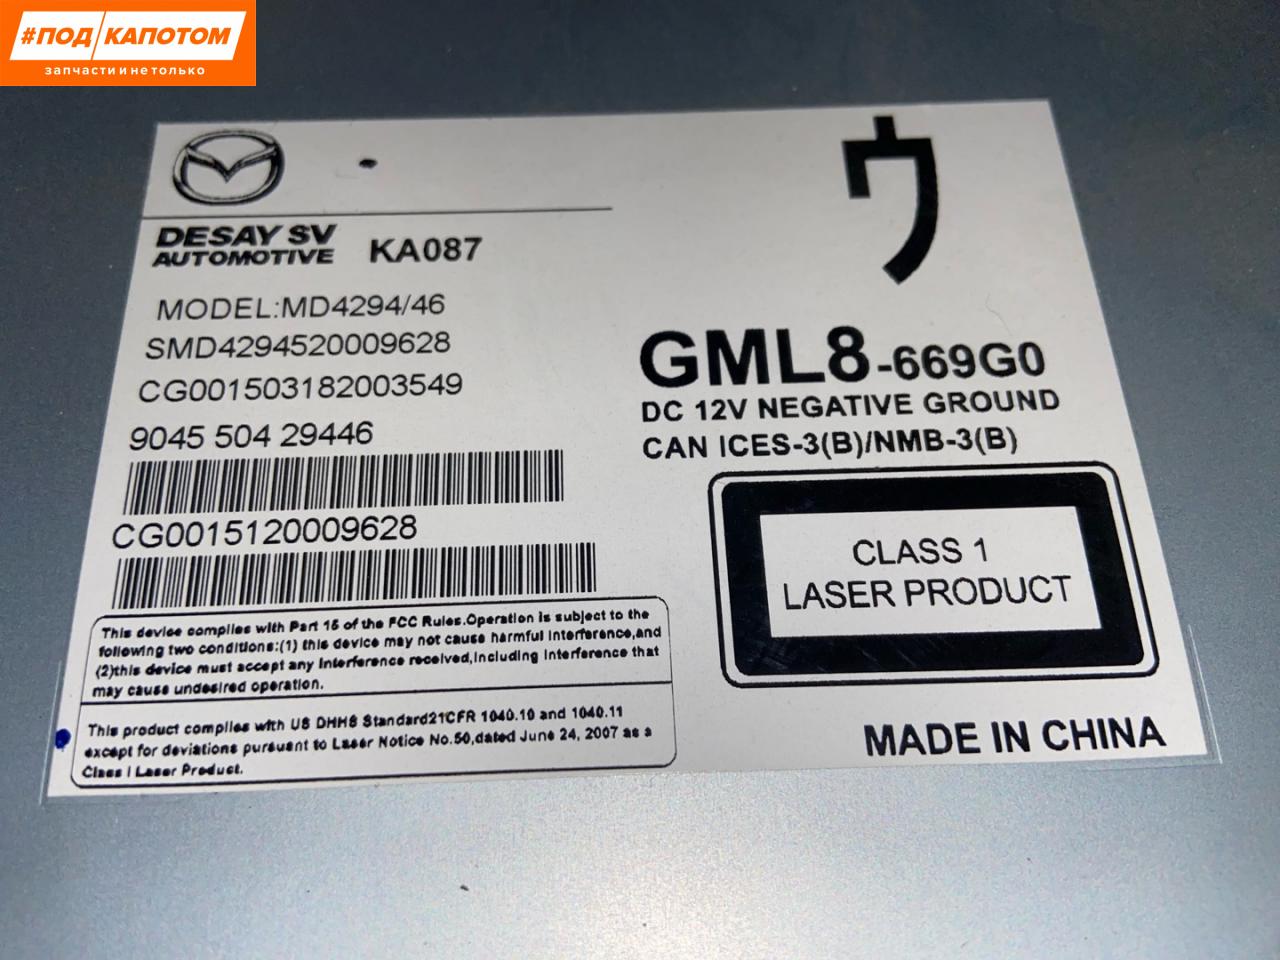 #ПОД/КАПОТОМ
запчасти и не только
ウ
DESAY SV
AUTOMOTIVE KA087
MODEL:MD4294/46
SMD4294520009628
CG001503182003549
9045 504 29446
CG0015120009628
This device complies with Part 15 of the FCC Rules.Operation is subject to the
following two conditions:(1) this device may not cause harmful interference,and
(2)this device must accept any interference received,including interference that
may cause undesired operation.
This product complies with US DHHS Standard21CFR 1040.10 and 1040.11
except for deviations pursuant to Laser Notice No.50,dated June 24, 2007 as a
Class I Laser Product.
GML8-669G0
DC 12V NEGATIVE GROUND
CAN ICES-3(B)/NMB-3(B)
CLASS 1
LASER PRODUCT
MADE IN CHINA